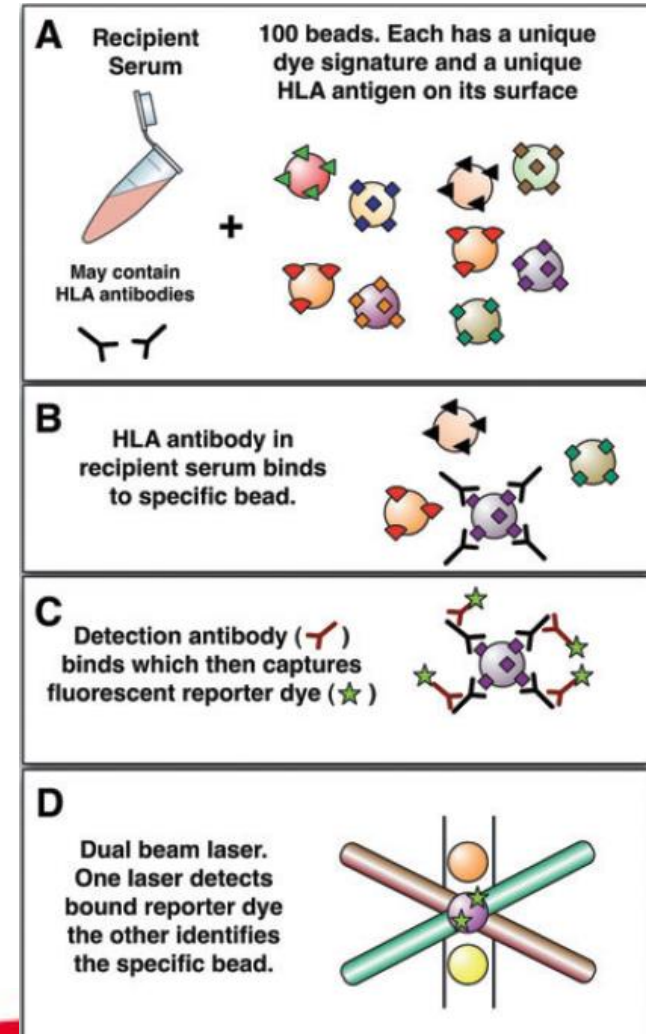 A
Recipient
Serum
100 beads. Each has a unique
dye signature and a unique
HLA antigen on its surface
+
May contain
HLA antibodies
B
HLA antibody in
recipient serum binds
to specific bead.
C
Detection antibody ( )
binds which then captures
fluorescent reporter dye ( )
D
Dual beam laser.
One laser detects
bound reporter dye
the other identifies
the specific bead.